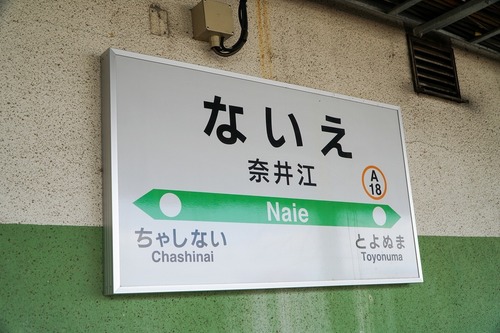 ないえ
奈井江
A
18
Naie
ちゃしない
Chashinai
とよぬま
Toyonuma